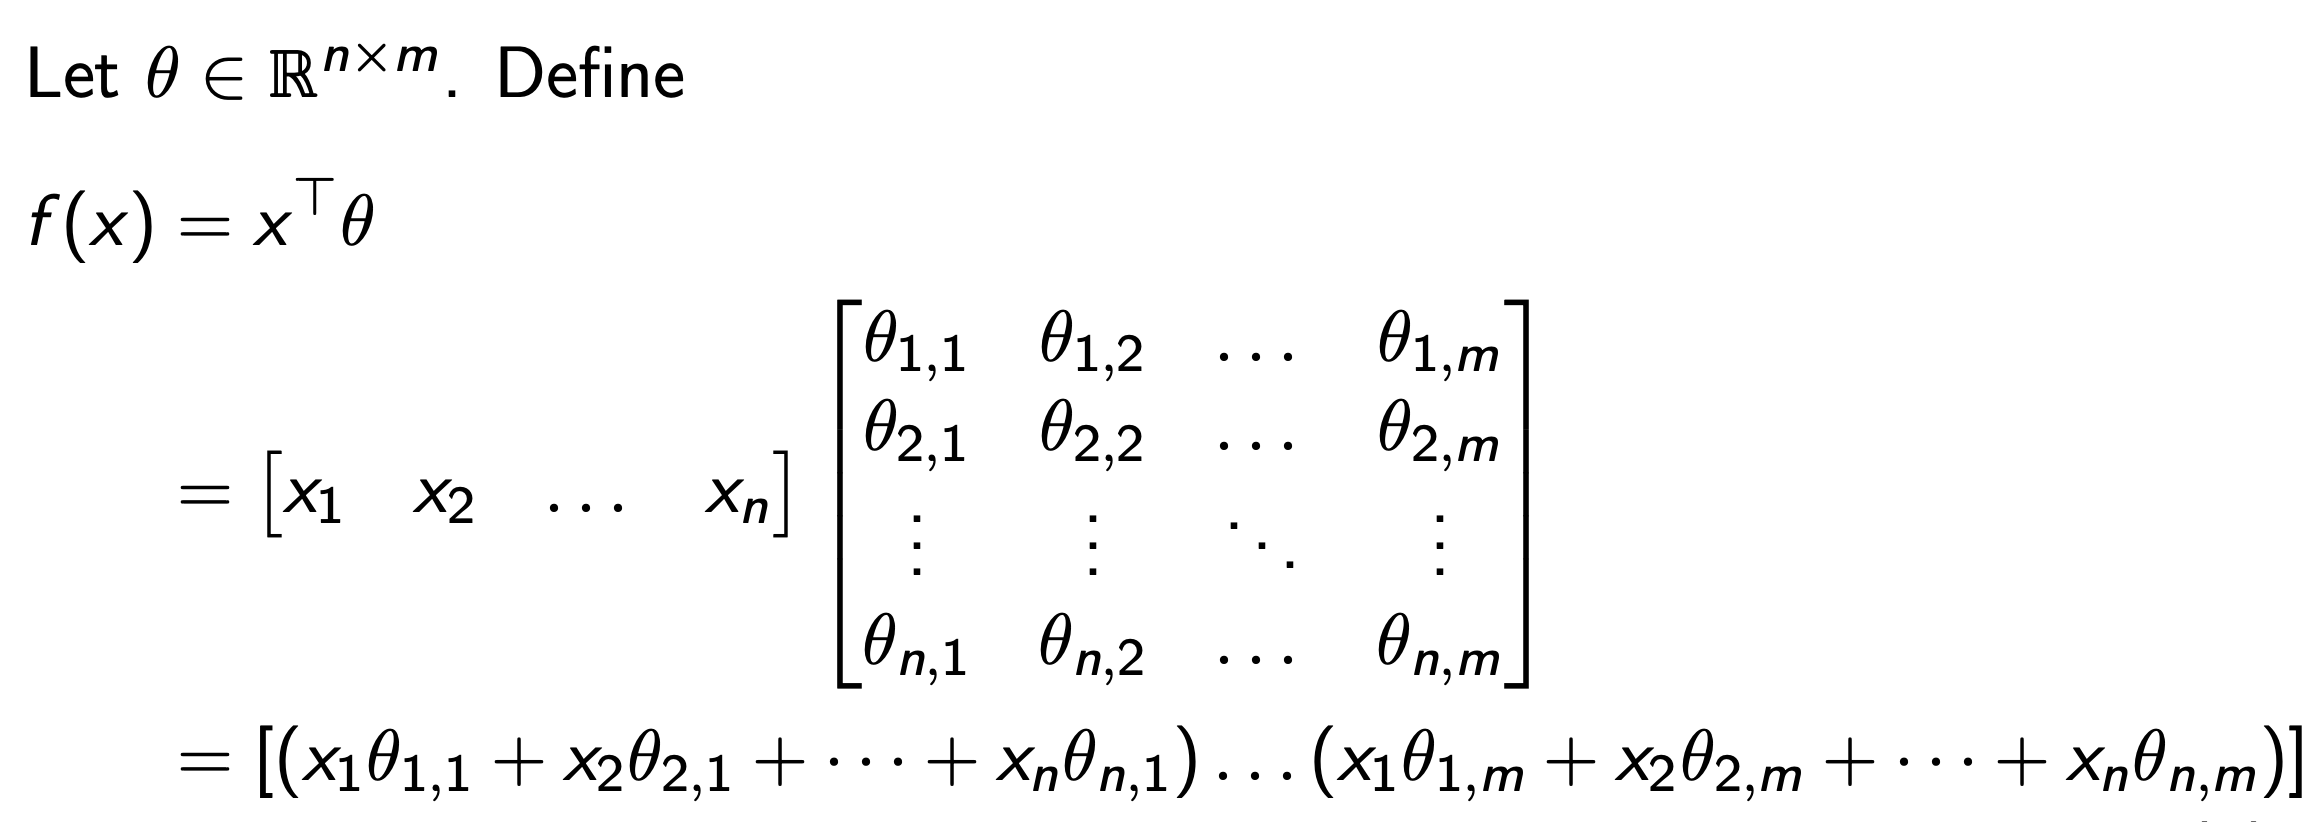 Let θ ∈ ℝ^{n×m}. Define
f(x) = x^⊤θ
= [x_1 x_2 … x_n] [θ_{1,1} θ_{1,2} … θ_{1,m}
θ_{2,1} θ_{2,2} … θ_{2,m}
⋮ ⋮ ⋱ ⋮
θ_{n,1} θ_{n,2} … θ_{n,m}]
= [(x_1θ_{1,1} + x_2θ_{2,1} + ⋯ + x_nθ_{n,1}) … (x_1θ_{1,m} + x_2θ_{2,m} + ⋯ + x_nθ_{n,m})]